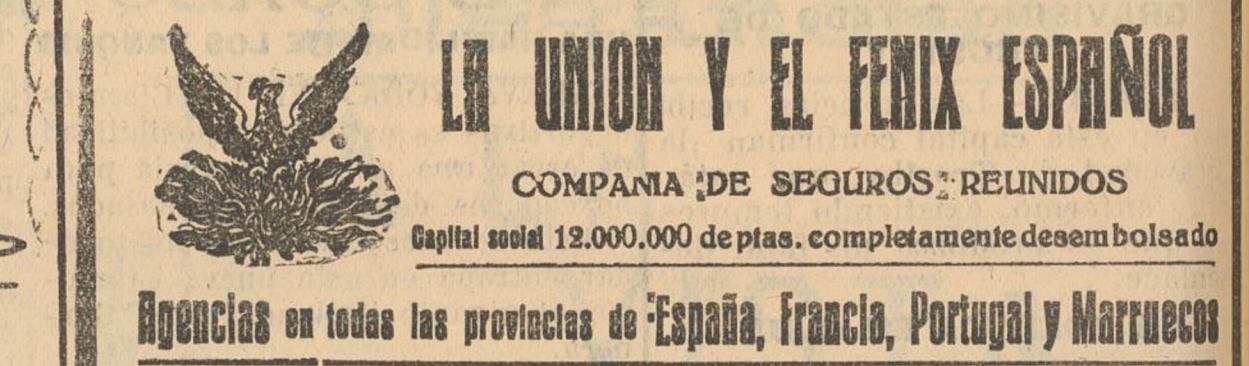 LA UNION Y EL FENIX ESPAÑOL
COMPAÑIA DE SEGUROS REUNIDOS
Capital social 12.000.000 de ptas. completamente desembolsado
Agencias en todas las provincias de España, Francia, Portugal y Marruecos